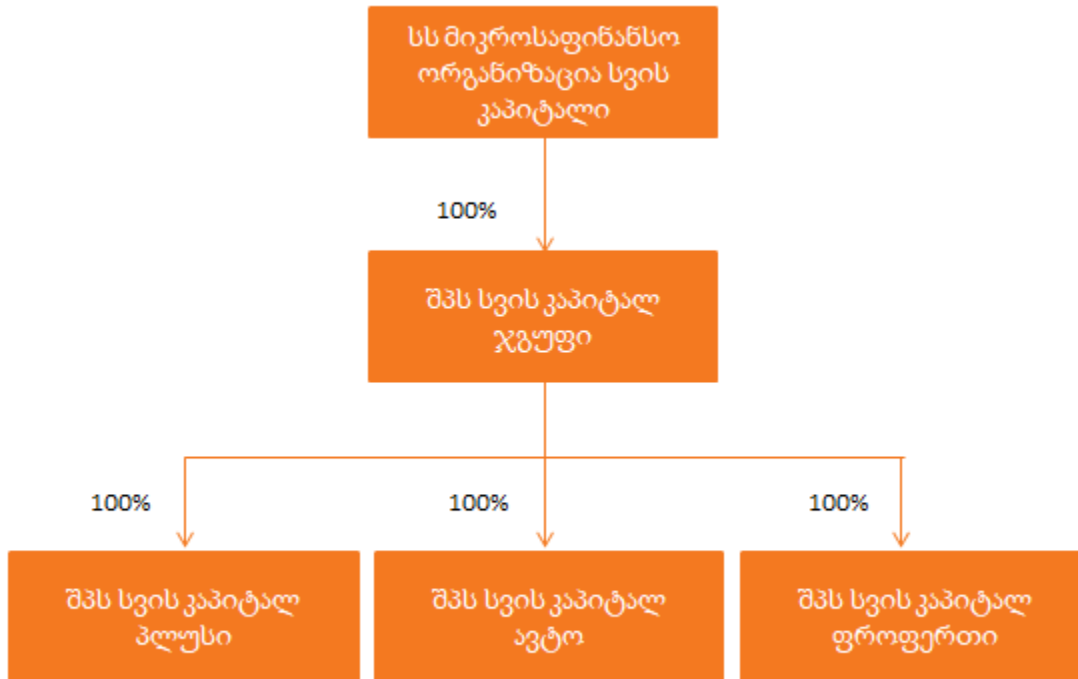 სს მიკროსაფინანსო
ორგანიზაცია სვის
კაპიტალი
100%
შპს სვის კაპიტალ
ჯგუფი
100%
100%
100%
შპს სვის კაპიტალ
პლუსი
შპს სვის კაპიტალ
ავტო
შპს სვის კაპიტალ
ფროფერთი